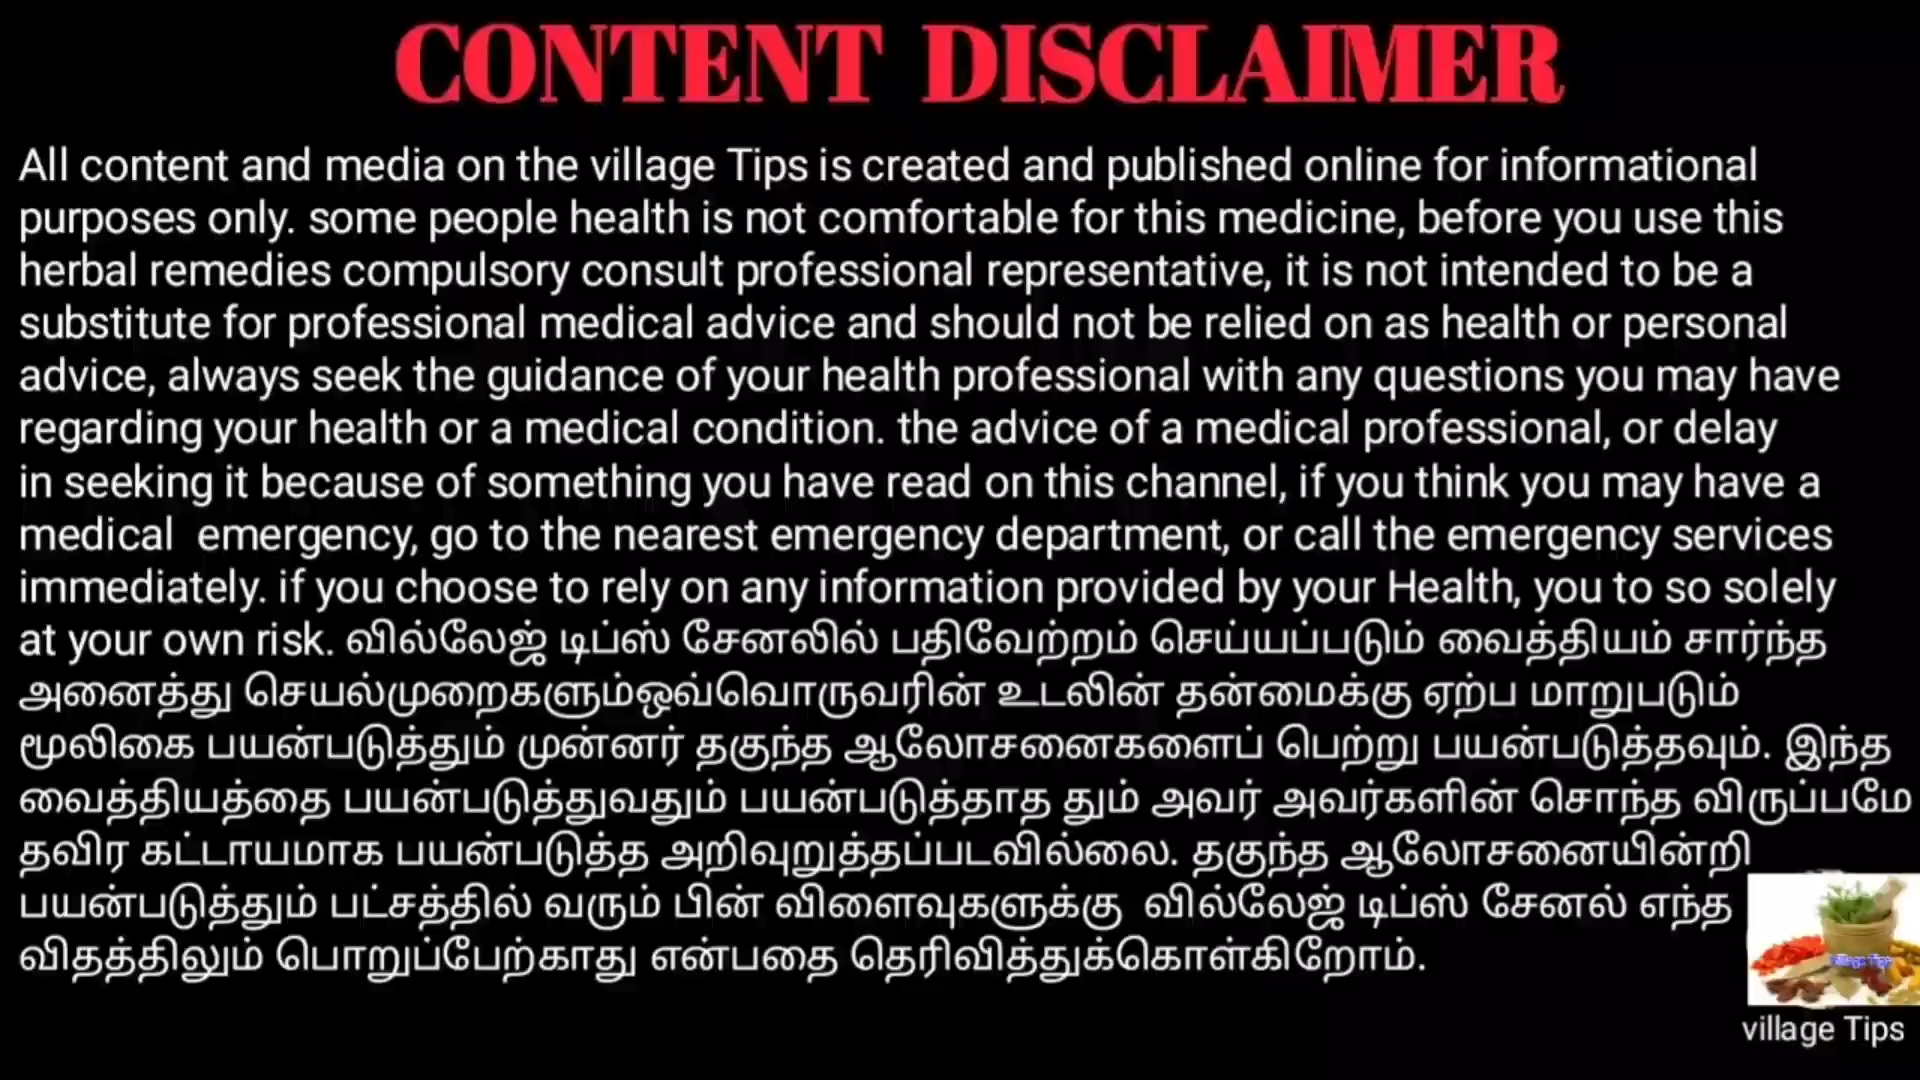 CONTENT DISCLAIMER
All content and media on the village Tips is created and published online for informational
purposes only. some people health is not comfortable for this medicine, before you use this
herbal remedies compulsory consult professional representative, it is not intended to be a
substitute for professional medical advice and should not be relied on as health or personal
advice, always seek the guidance of your health professional with any questions you may have
regarding your health or a medical condition. the advice of a medical professional, or delay
in seeking it because of something you have read on this channel, if you think you may have a
medical  emergency, go to the nearest emergency department, or call the emergency services
immediately. if you choose to rely on any information provided by your Health, you to so solely
at your own risk. வில்லேஜ் டிப்ஸ் சேனலில் பதிவேற்றம் செய்யப்படும் வைத்தியம் சார்ந்த
அனைத்து செயல்முறைகளும்ஒவ்வொருவரின் உடலின் தன்மைக்கு ஏற்ப மாறுபடும்
மூலிகை பயன்படுத்தும் முன்னர் தகுந்த ஆலோசனைகளைப் பெற்று பயன்படுத்தவும். இந்த
வைத்தியத்தை பயன்படுத்துவதும் பயன்படுத்தாத தும் அவர் அவர்களின் சொந்த விருப்பமே
தவிர கட்டாயமாக பயன்படுத்த அறிவுறுத்தப்படவில்லை. தகுந்த ஆலோசனையின்றி
பயன்படுத்தும் பட்சத்தில் வரும் பின் விளைவுகளுக்கு  வில்லேஜ் டிப்ஸ் சேனல் எந்த
விதத்திலும் பொறுப்பேற்காது என்பதை தெரிவித்துக்கொள்கிறோம்.
village Tips